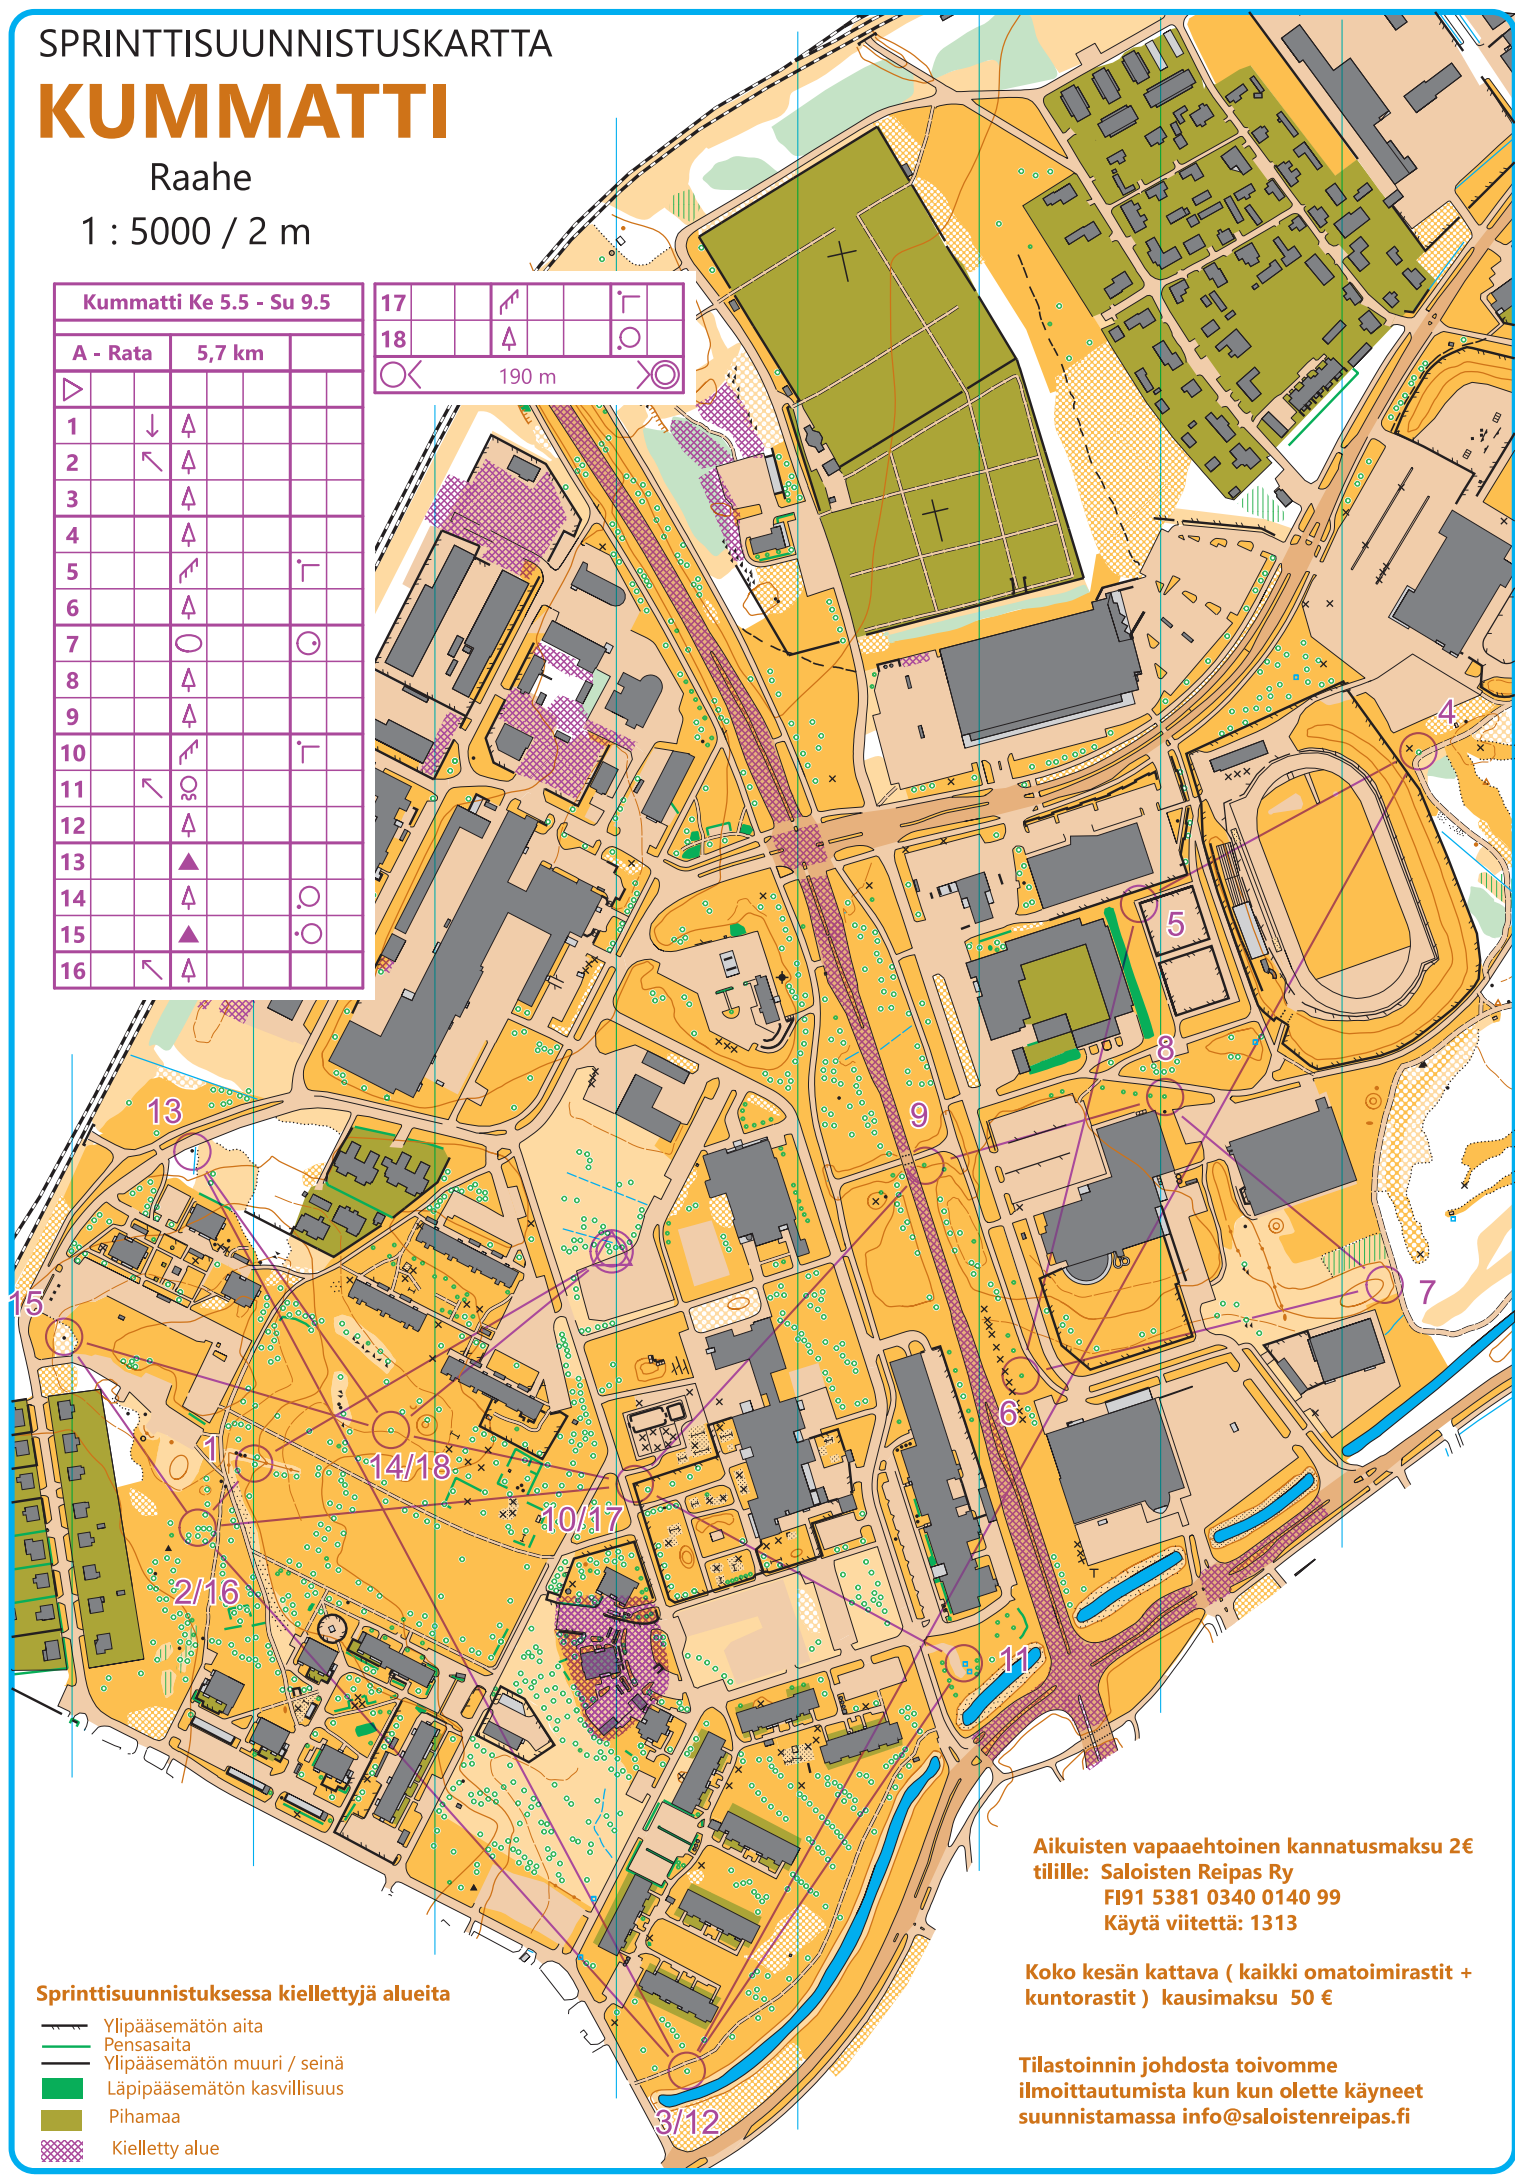 SPRINTTISUUNNISTUSKARTTA
KUMMATTI
Raahe
1 : 5000 / 2 m
Kummatti Ke 5.5 - Su 9.5
A - Rata 5,7 km
1
2
3
4
5
6
7
8
9
10
11
12
13
14
15
16
17
18
190 m
4
5
8
9
13
15
7
6
1
14/18
10/17
2/16
11
3/12
Aikuisten vapaaehtoinen kannatusmaksu 2€
tilille: Saloisten Reipas Ry
FI91 5381 0340 0140 99
Käytä viitettä: 1313
Koko kesän kattava ( kaikki omatoimirastit +
kuntorastit ) kausimaksu 50 €
Tilastoinnin johdosta toivomme
ilmoittautumista kun kun olette käyneet
suunnistamassa info@saloistenreipas.fi
Sprinttisuunnistuksessa kiellettyjä alueita
Ylipääsemätön aita
Pensasaita
Ylipääsemätön muuri / seinä
Läpipääsemätön kasvillisuus
Pihamaa
Kielletty alue